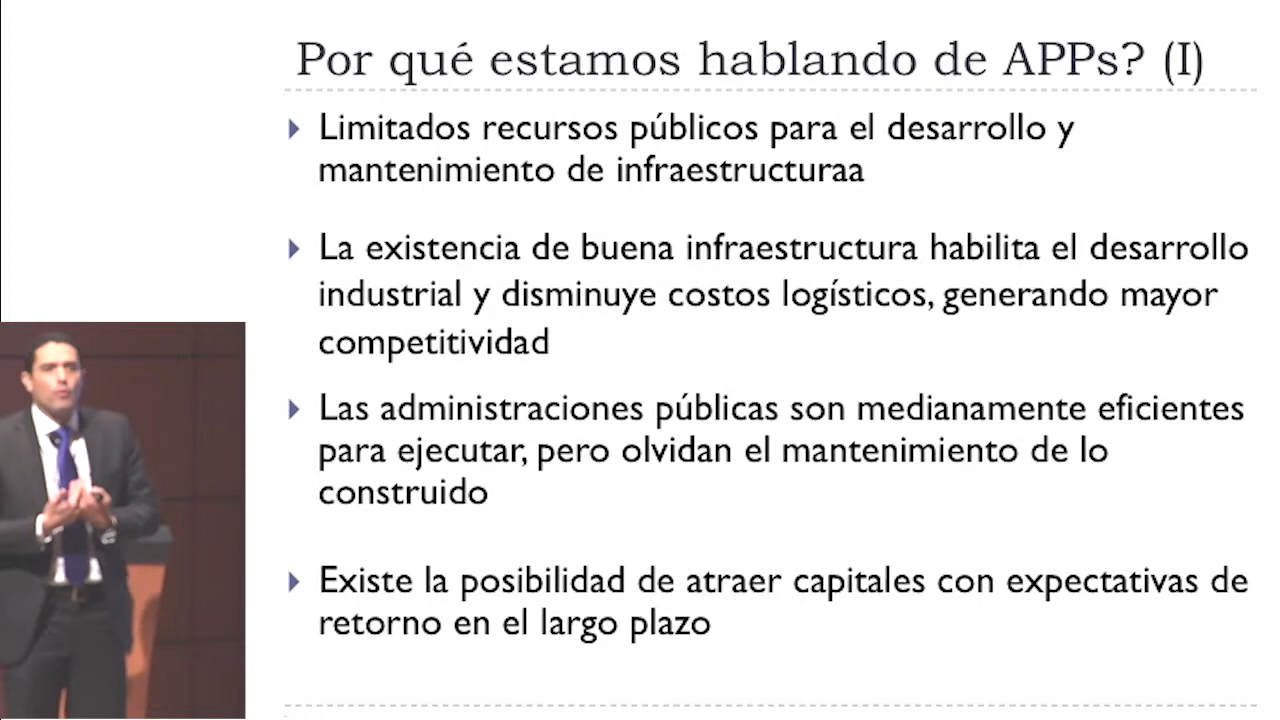 Por qué estamos hablando de APPs? (I)
Limitados recursos públicos para el desarrollo y
mantenimiento de infraestructuraa
La existencia de buena infraestructura habilita el desarrollo
industrial y disminuye costos logísticos, generando mayor
competitividad
Las administraciones públicas son medianamente eficientes
para ejecutar, pero olvidan el mantenimiento de lo
construido
Existe la posibilidad de atraer capitales con expectativas de
retorno en el largo plazo